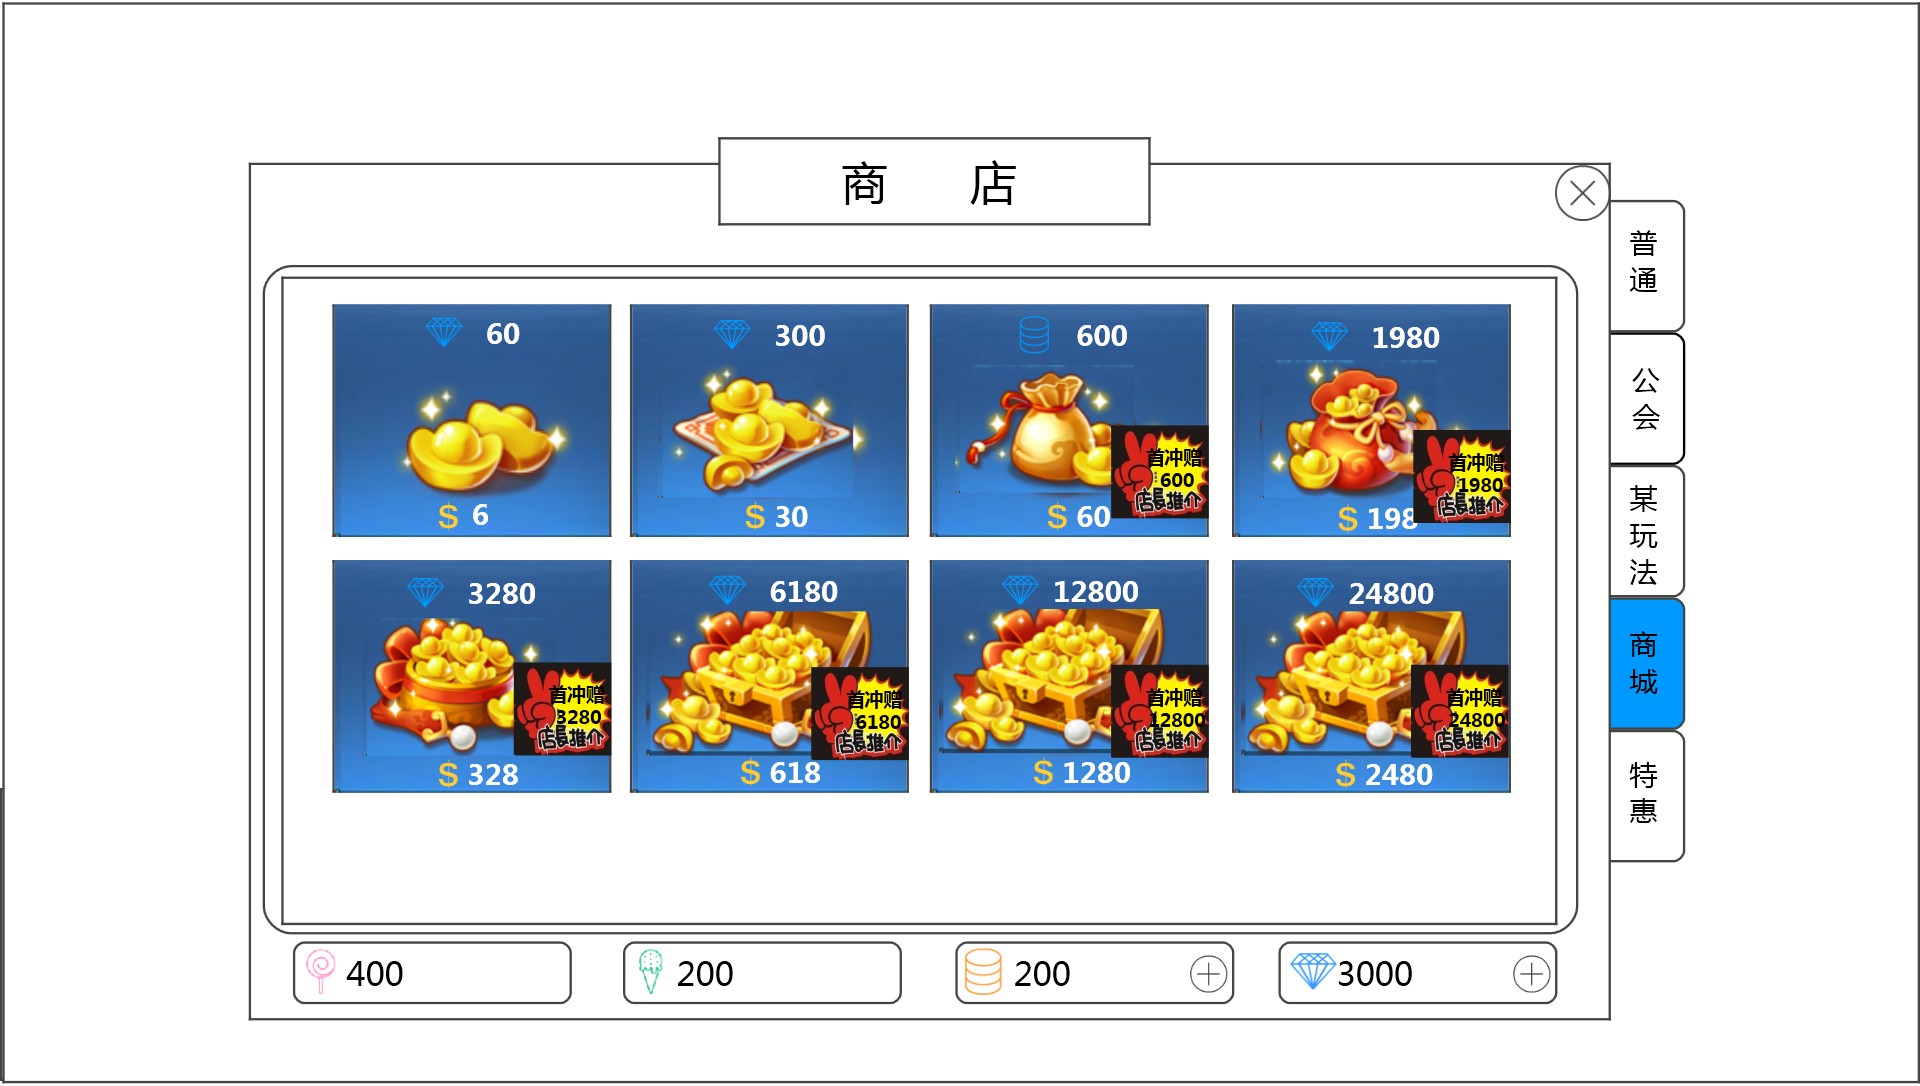 商 店
60
$ 6
300
$ 30
600
$ 60
首冲赠
600
店長推介
1980
$ 198
首冲赠
1980
店長推介
3280
$ 328
首冲赠
3280
店長推介
6180
$ 618
首冲赠
6180
店長推介
12800
$ 1280
首冲赠
12800
店長推介
24800
$ 2480
首冲赠
24800
店長推介
400
200
200
3000
普
通
公
会
某
玩
法
商
城
特
惠